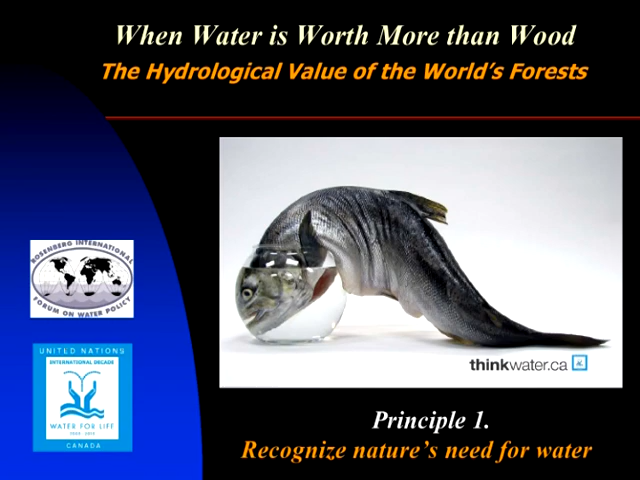 When Water is Worth More than Wood
The Hydrological Value of the World's Forests
ROSENBERG INTERNATIONAL
FORUM ON WATER POLICY
UNITED NATIONS
INTERNATIONAL DECADE
WATER FOR LIFE
CANADA
thinkwater.ca
Principle 1.
Recognize nature's need for water